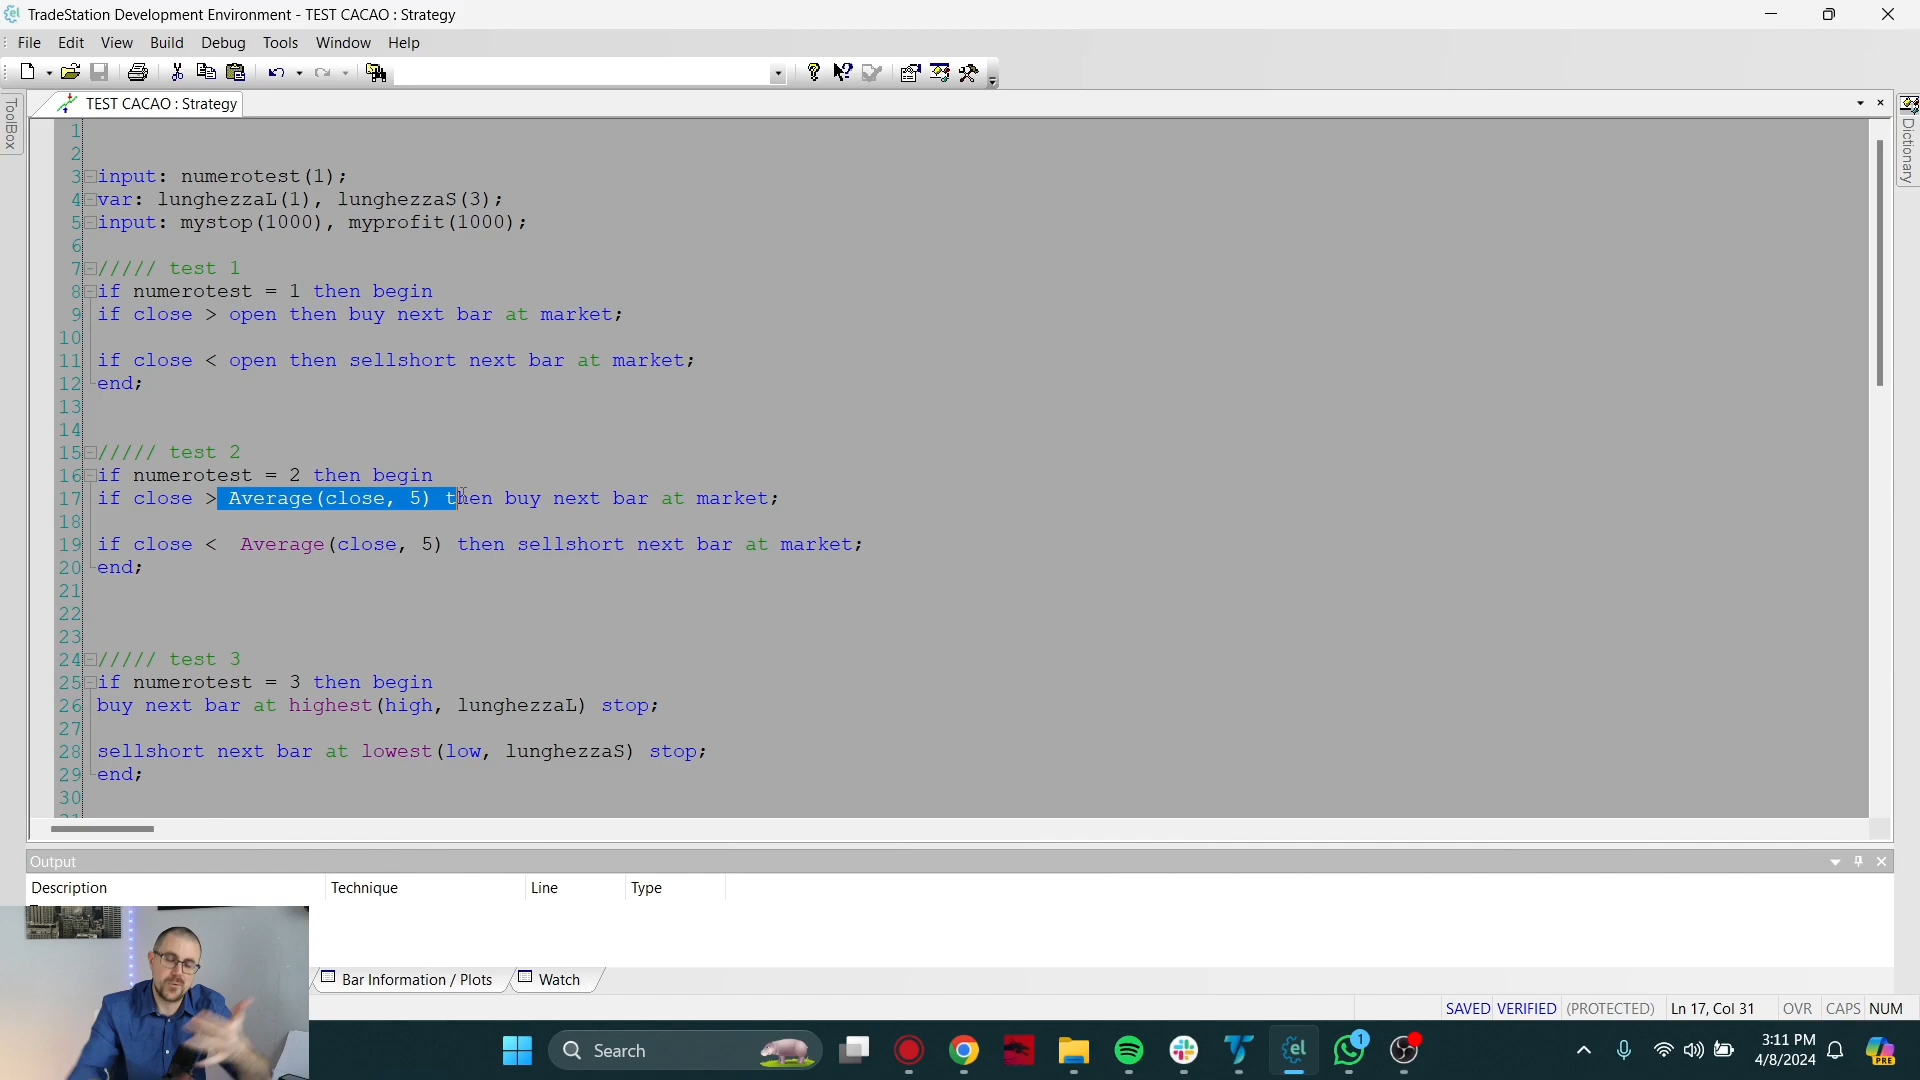 TradeStation Development Environment - TEST CACAO : Strategy
File Edit View Build Debug Tools Window Help
ToolBox
TEST CACAO : Strategy
Dictionary
1
2
3 input: numerotest(1);
4 var: lunghezzaL(1), lunghezzaS(3);
5 input: mystop(1000), myprofit(1000);
6
7 ///// test 1
8 if numerotest = 1 then begin
9 if close > open then buy next bar at market;
10
11 if close < open then sellshort next bar at market;
12 end;
13
14
15 ///// test 2
16 if numerotest = 2 then begin
17 if close > Average(close, 5) then buy next bar at market;
18
19 if close <  Average(close, 5) then sellshort next bar at market;
20 end;
21
22
23
24 ///// test 3
25 if numerotest = 3 then begin
26 buy next bar at highest(high, lunghezzaL) stop;
27
28 sellshort next bar at lowest(low, lunghezzaS) stop;
29 end;
30
Output
Description Technique Line Type
Bar Information / Plots Watch
SAVED VERIFIED (PROTECTED) Ln 17, Col 31 OVR CAPS NUM
Search
1
3:11 PM
4/8/2024
PRE